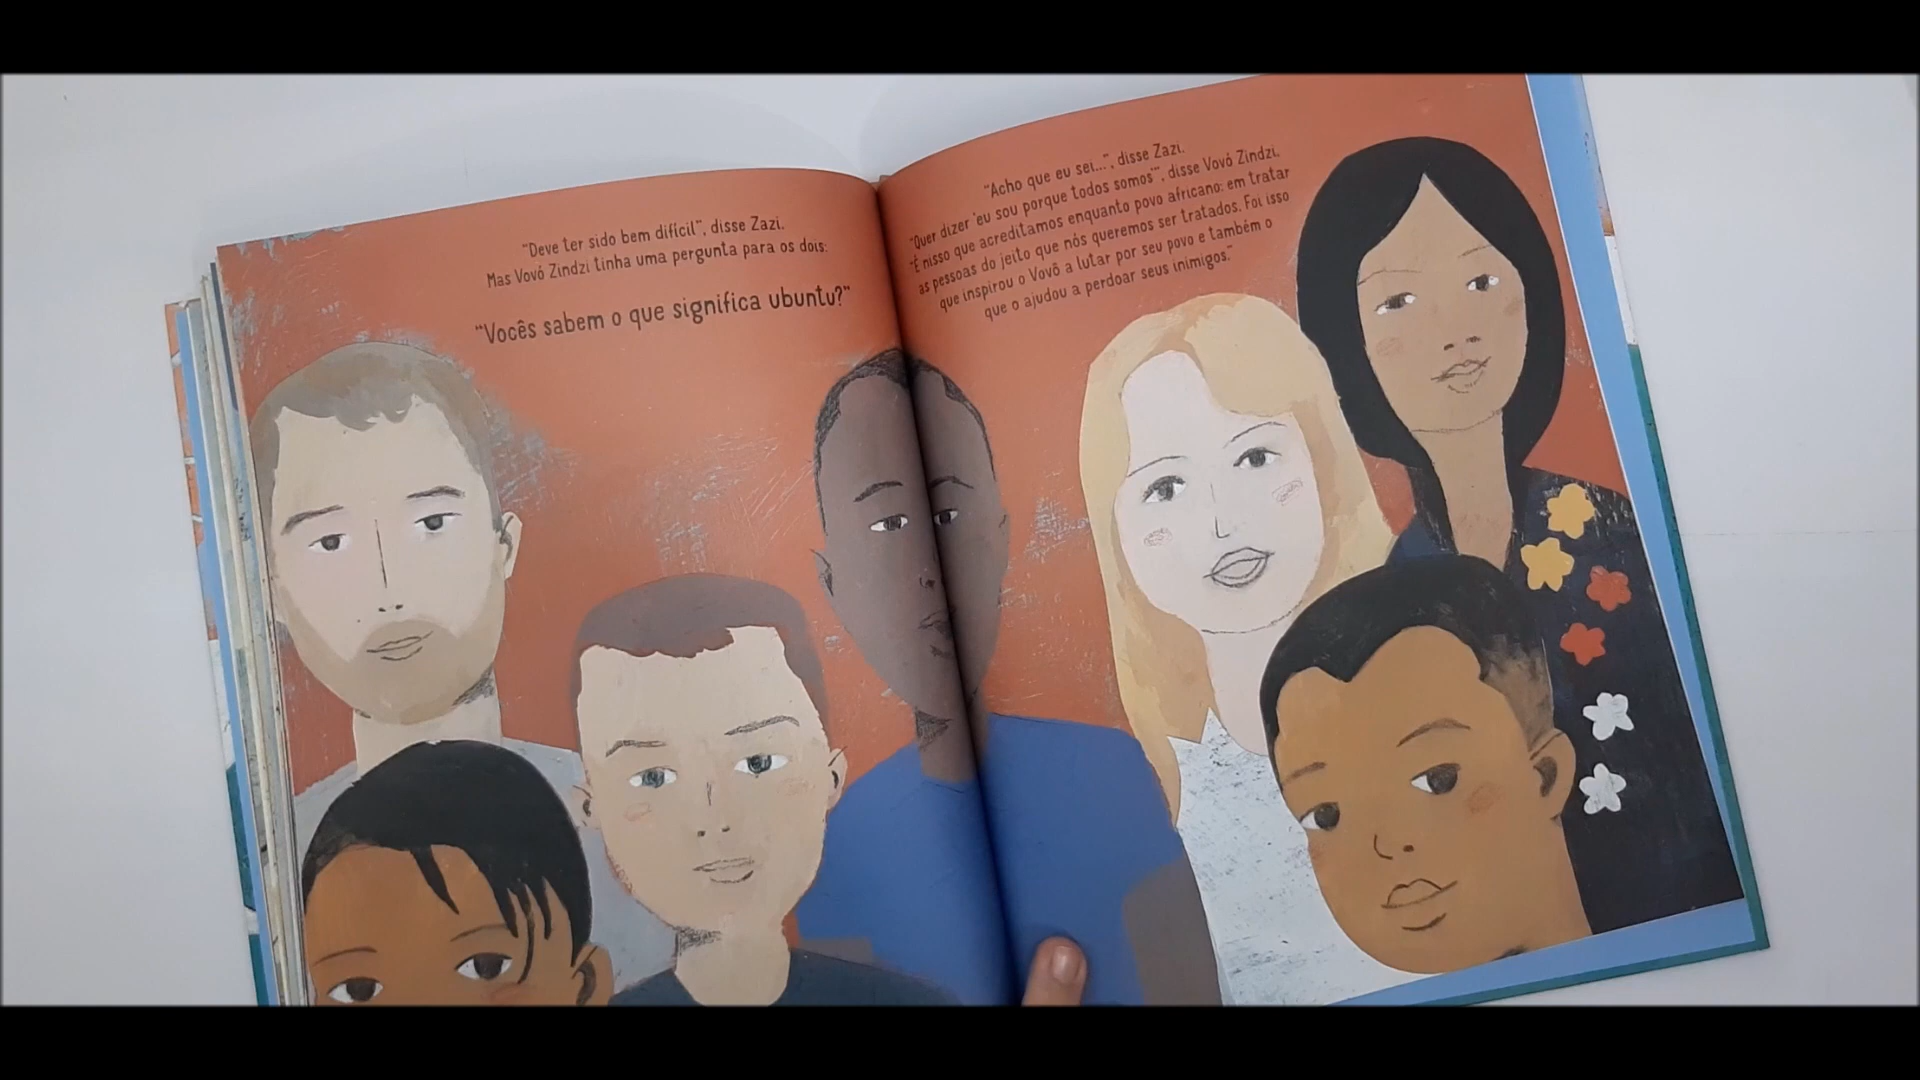 "Deve ter sido bem difícil", disse Zazi.
Mas Vovó Zindzi tinha uma pergunta para os dois:
"Vocês sabem o que significa ubuntu?"
"Acho que eu sei...", disse Zazi.
"Quer dizer 'eu sou porque todos somos'", disse Vovó Zindzi.
"É nisso que acreditamos enquanto povo africano: em tratar
as pessoas do jeito que nós queremos ser tratados. Foi isso
que inspirou o Vovô a lutar por seu povo e também o
que o ajudou a perdoar seus inimigos."